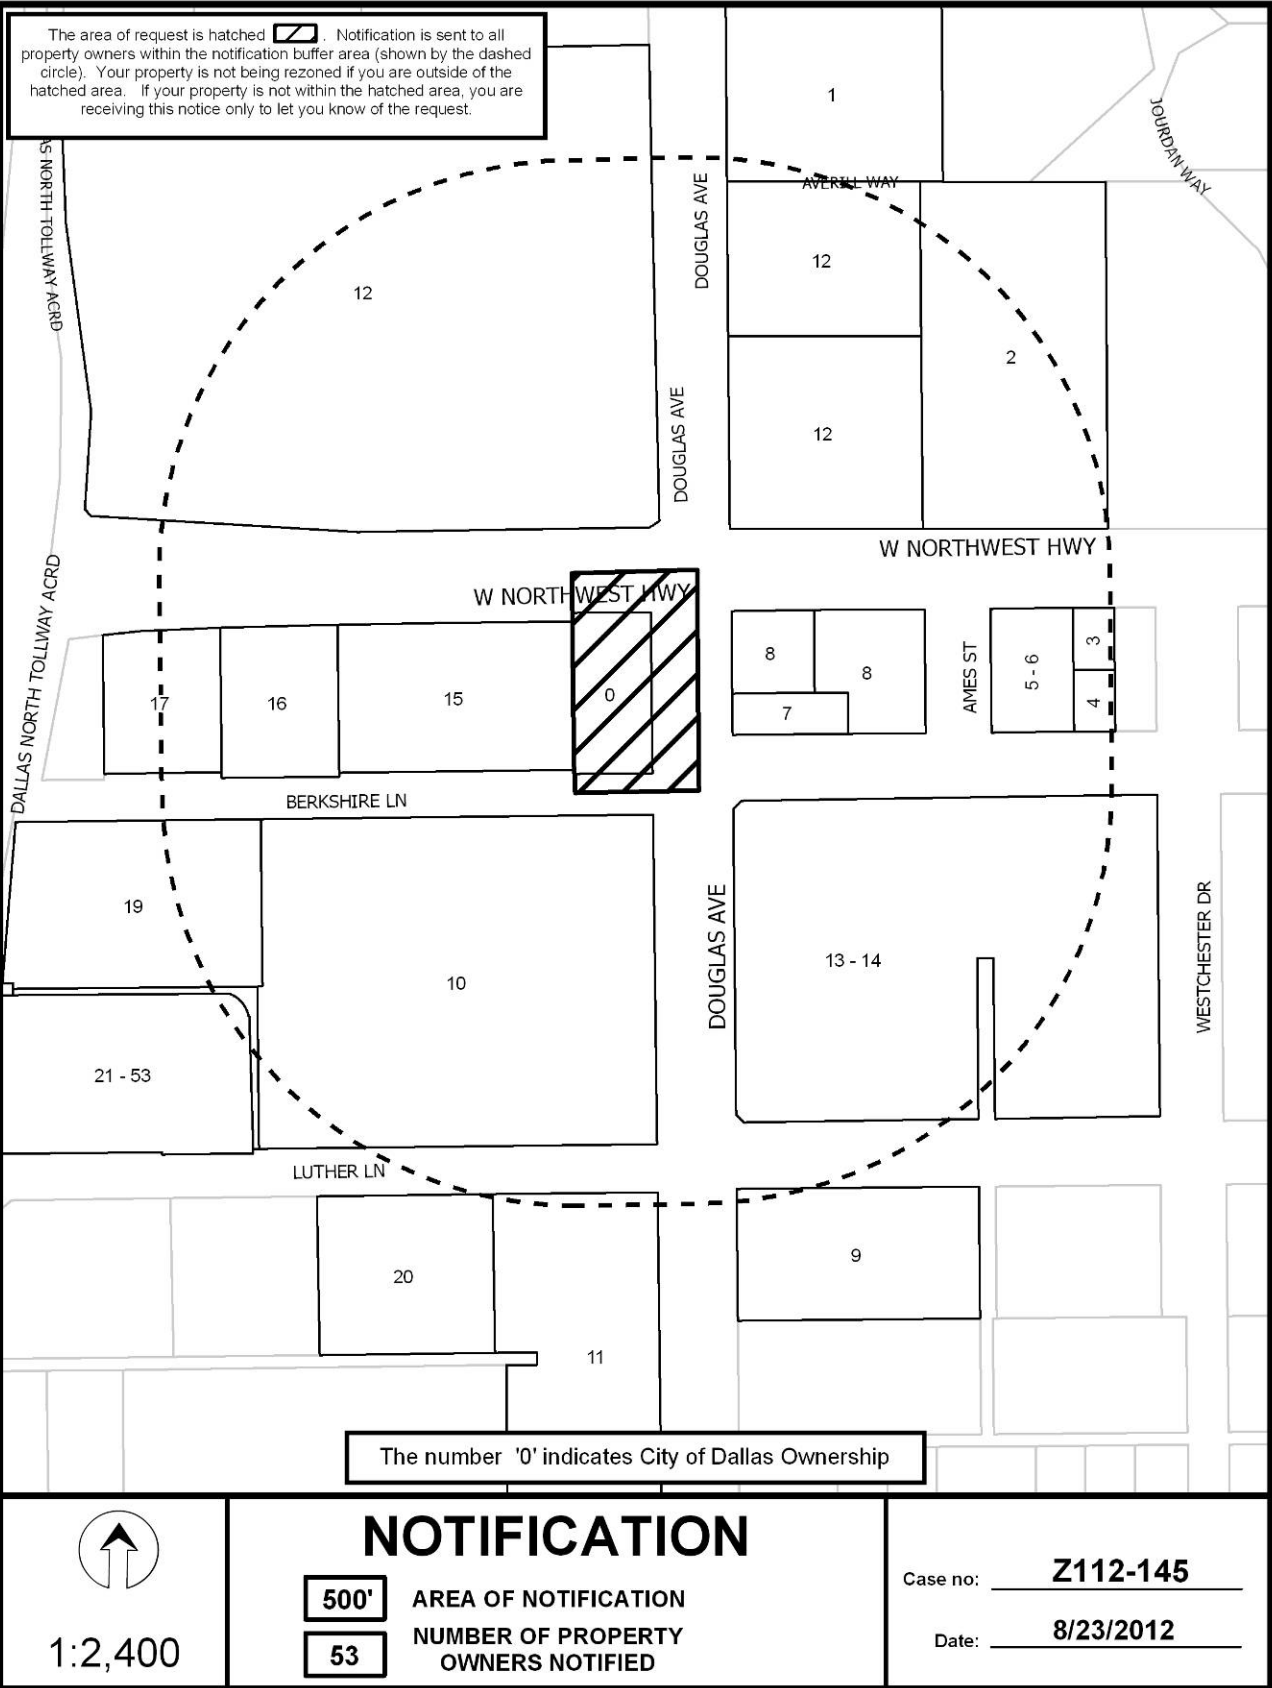 The area of request is hatched . Notification is sent to all
property owners within the notification buffer area (shown by the dashed
circle). Your property is not being rezoned if you are outside of the
hatched area. If your property is not within the hatched area, you are
receiving this notice only to let you know of the request.
1
JOURDAN WAY
AVERILL WAY
AS NORTH TOLLWAY ACRD
DOUGLAS AVE
12
12
2
DOUGLAS AVE
12
W NORTHWEST HWY
W NORTHWEST HWY
DALLAS NORTH TOLLWAY ACRD
17
16
15
0
8
8
7
AMES ST
5 - 6
3
4
BERKSHIRE LN
19
10
DOUGLAS AVE
13 - 14
WESTCHESTER DR
21 - 53
LUTHER LN
20
11
9
The number '0' indicates City of Dallas Ownership
1:2,400
NOTIFICATION
500' AREA OF NOTIFICATION
53 NUMBER OF PROPERTY
OWNERS NOTIFIED
Case no: Z112-145
Date: 8/23/2012